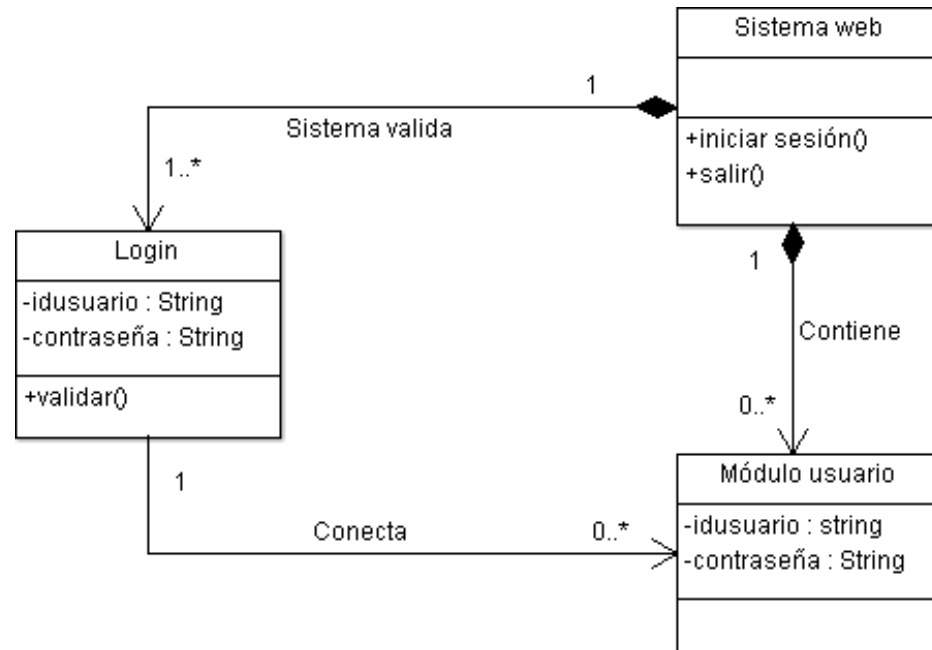 Sistema web
+iniciar sesión()
+salir()
1
Sistema valida
1..*
Login
-idusuario : String
-contraseña : String
+validar()
1
Contiene
0..*
Módulo usuario
-idusuario : string
-contraseña : String
1
Conecta
0..*